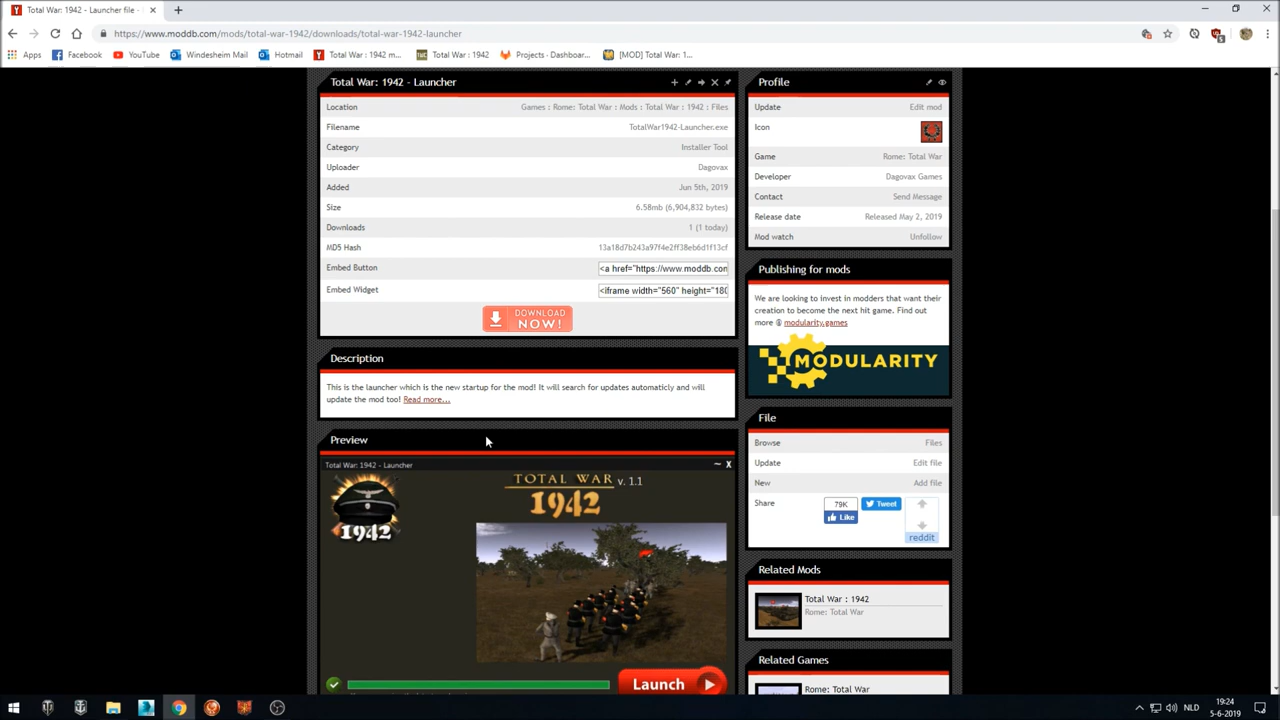 Total War: 1942 - Launcher file -
https://www.moddb.com/mods/total-war-1942/downloads/total-war-1942-launcher
Apps
Facebook
YouTube
Windesheim Mail
Hotmail
Total War : 1942 m...
Total War : 1942
Projects - Dashboar...
[MOD] Total War: 1...
Total War: 1942 - Launcher
Location
Games : Rome: Total War : Mods : Total War : 1942 : Files
Filename
TotalWar1942-Launcher.exe
Category
Installer Tool
Uploader
Dagovax
Added
Jun 5th, 2019
Size
6.58mb (6,904,832 bytes)
Downloads
1 (1 today)
MD5 Hash
13a18d7b243a97f4e2ff38eb6d1f13cf
Embed Button
<a href="https://www.moddb.com
Embed Widget
<iframe width="560" height="180
DOWNLOAD
NOW!
Description
This is the launcher which is the new startup for the mod! It will search for updates automaticly and will
update the mod too! Read more...
Preview
Total War: 1942 - Launcher
1942
TOTAL WAR v. 1.1
1942
Launch
Profile
Update
Edit mod
Icon
Game
Rome: Total War
Developer
Dagovax Games
Contact
Send Message
Release date
Released May 2, 2019
Mod watch
Unfollow
Publishing for mods
We are looking to invest in modders that want their
creation to become the next hit game. Find out
more @ modularity.games
MODULARITY
File
Browse
Files
Update
Edit file
New
Add file
Share
79K
Like
Tweet
reddit
Related Mods
Total War : 1942
Rome: Total War
Related Games
Rome: Total War
NLD
19:24
5-6-2019